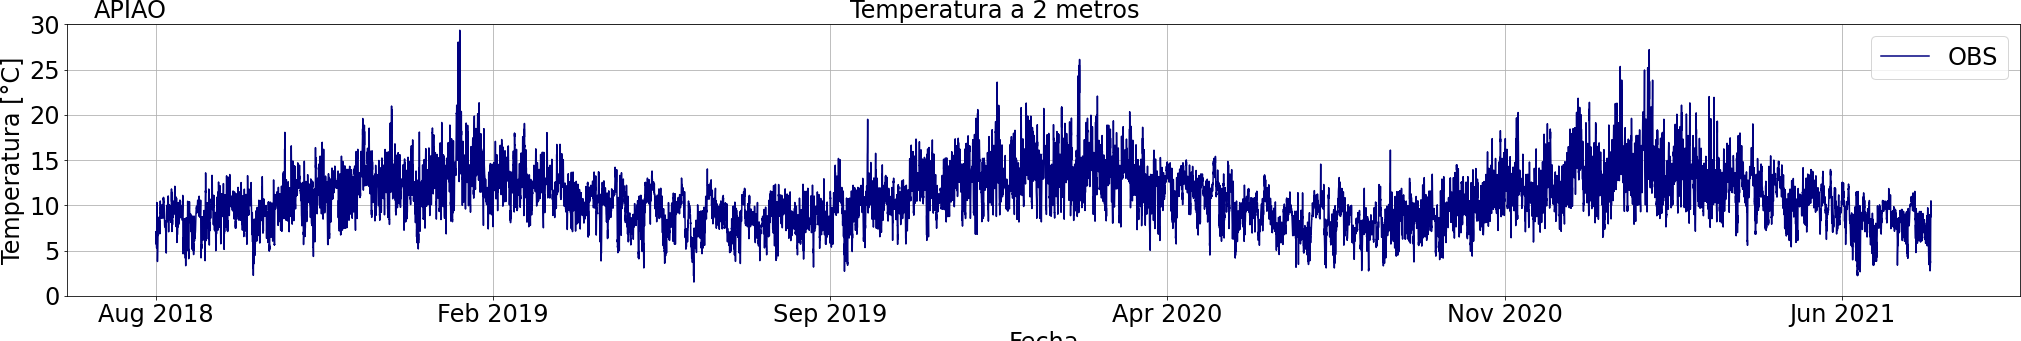 APIAO
Temperatura a 2 metros
Temperatura [°C]
30
25
20
15
10
5
0
OBS
Aug 2018 Feb 2019 Sep 2019 Apr 2020 Nov 2020 Jun 2021
Fecha